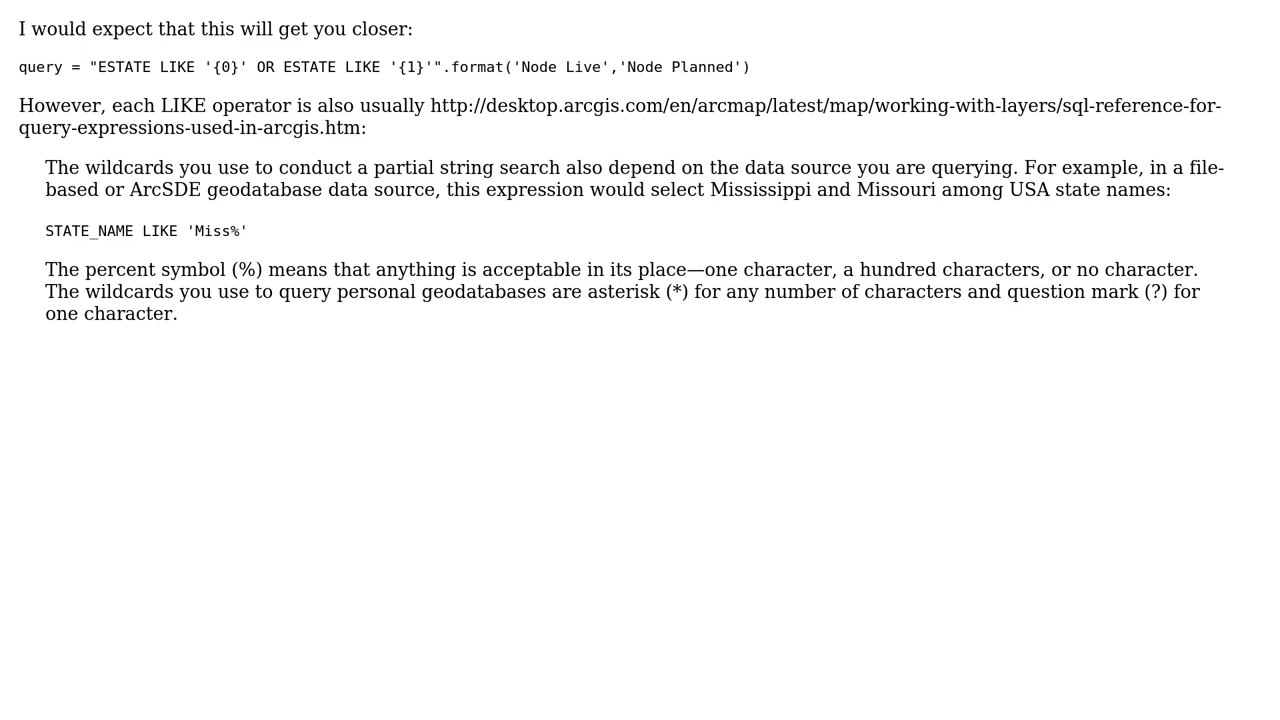 I would expect that this will get you closer:
query = "ESTATE LIKE '{0}' OR ESTATE LIKE '{1}'".format('Node Live','Node Planned')
However, each LIKE operator is also usually http://desktop.arcgis.com/en/arcmap/latest/map/working-with-layers/sql-reference-for-
query-expressions-used-in-arcgis.htm:
The wildcards you use to conduct a partial string search also depend on the data source you are querying. For example, in a file-
based or ArcSDE geodatabase data source, this expression would select Mississippi and Missouri among USA state names:
STATE_NAME LIKE 'Miss%'
The percent symbol (%) means that anything is acceptable in its place—one character, a hundred characters, or no character.
The wildcards you use to query personal geodatabases are asterisk (*) for any number of characters and question mark (?) for
one character.